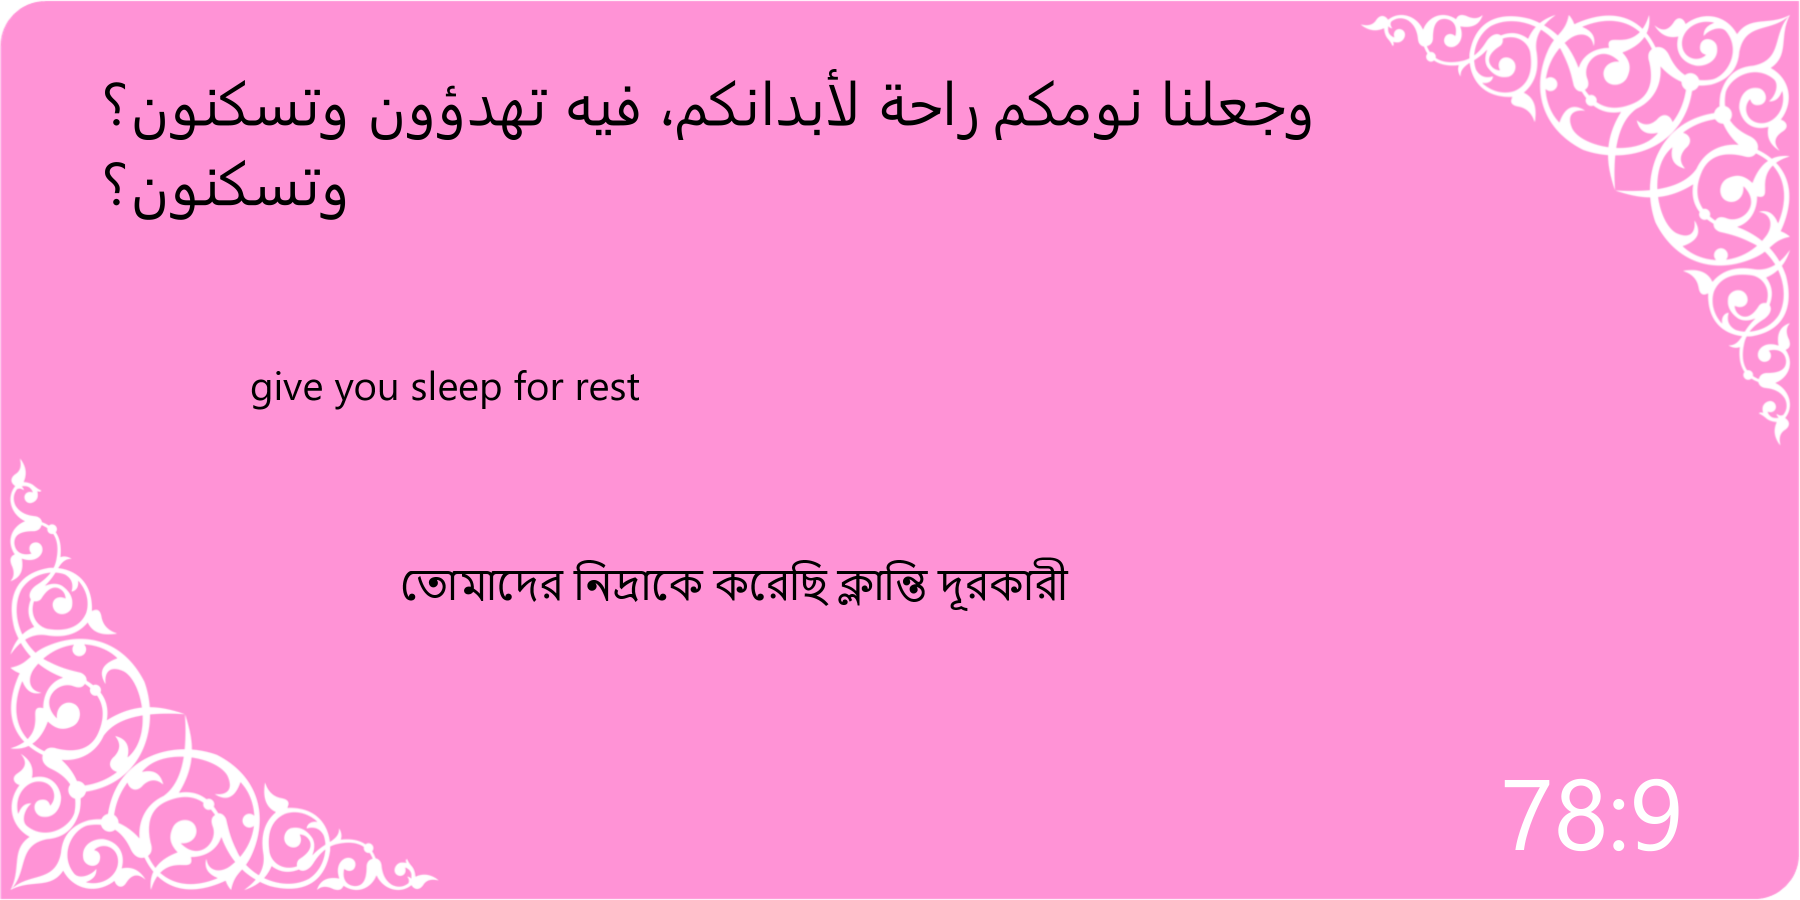 وجعلنا نومكم راحة لأبدانكم، فيه تهدؤون وتسكنون؟
وتسكنون؟
give you sleep for rest
তোমাদের নিদ্রাকে করেছি ক্লান্তি দূরকারী
78:9